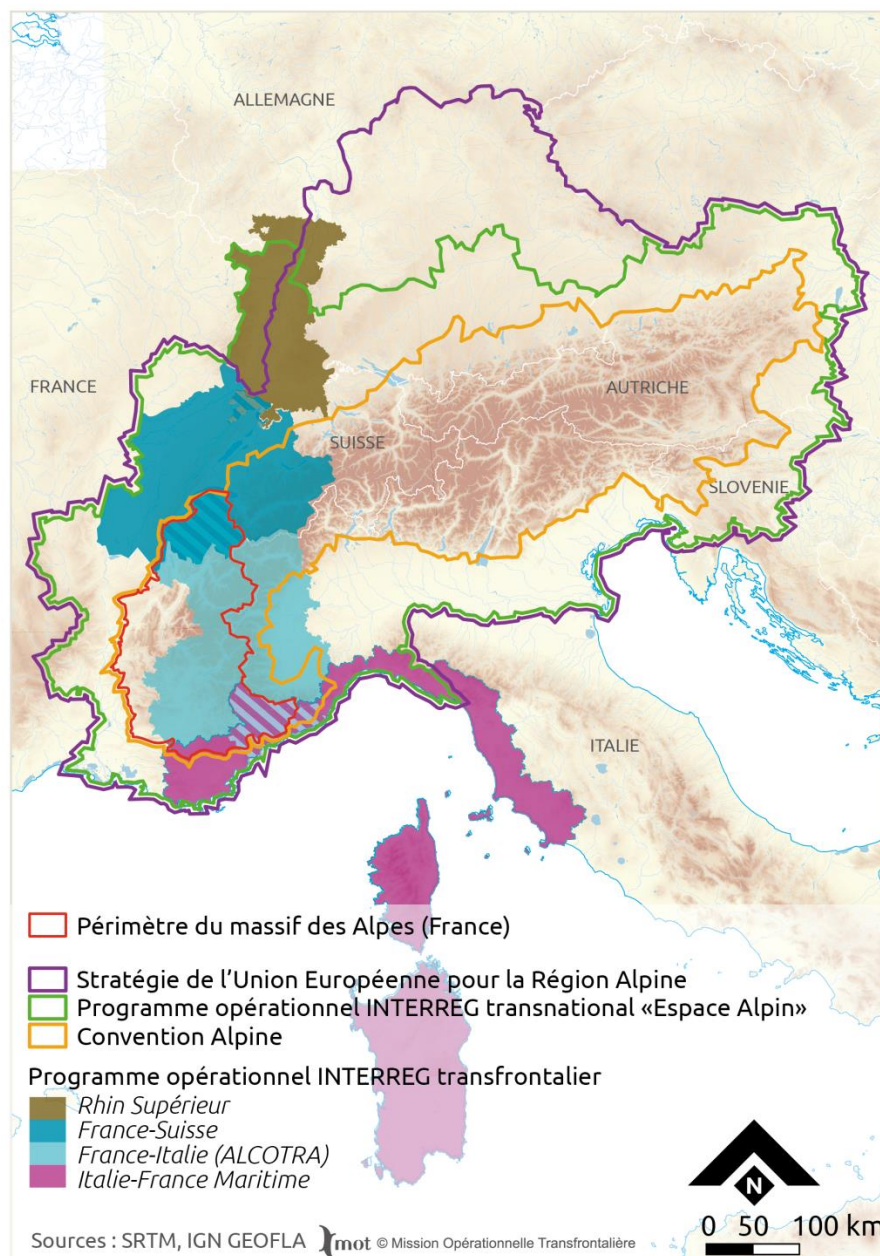 ALLEMAGNE
FRANCE
AUTRICHE
SUISSE
SLOVENIE
ITALIE
Périmètre du massif des Alpes (France)
Stratégie de l’Union Européenne pour la Région Alpine
Programme opérationnel INTERREG transnational «Espace Alpin»
Convention Alpine
Programme opérationnel INTERREG transfrontalier
Rhin Supérieur
France-Suisse
France-Italie (ALCOTRA)
Italie-France Maritime
N
0 50 100 km
Sources : SRTM, IGN GEOFLA mot © Mission Opérationnelle Transfrontalière